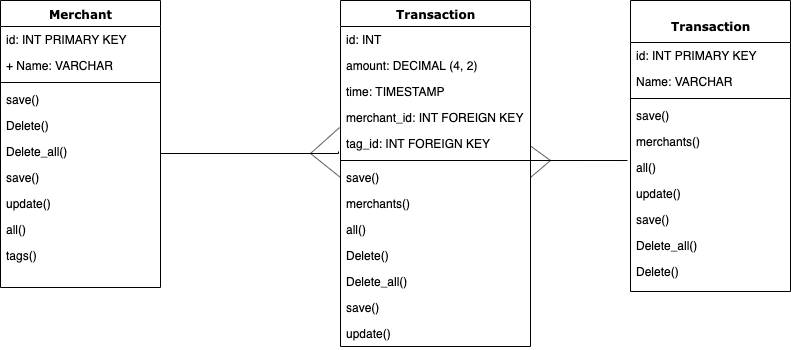 Merchant
id: INT PRIMARY KEY
+ Name: VARCHAR
save()
Delete()
Delete_all()
save()
update()
all()
tags()
Transaction
id: INT
amount: DECIMAL (4, 2)
time: TIMESTAMP
merchant_id: INT FOREIGN KEY
tag_id: INT FOREIGN KEY
save()
merchants()
all()
Delete()
Delete_all()
save()
update()
Transaction
id: INT PRIMARY KEY
Name: VARCHAR
save()
merchants()
all()
update()
save()
Delete_all()
Delete()